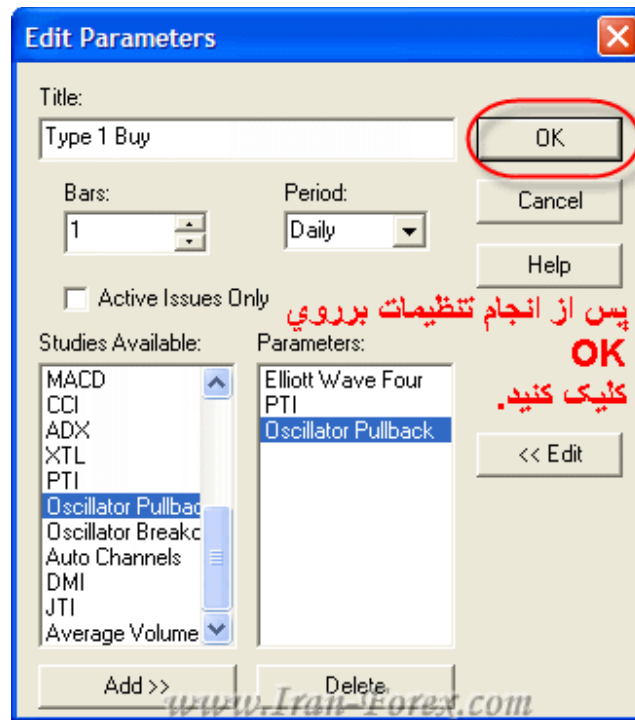 Edit Parameters
Title:
Type 1 Buy
OK
Bars:
Period:
Cancel
1
Daily
Help
Active Issues Only
پس از انجام تنظیمات برروي
OK
کلیک کنید.
Studies Available:
Parameters:
MACD
CCI
ADX
XTL
PTI
Oscillator Pullbac
Oscillator Breakc
Auto Channels
DMI
JTI
Average Volume
Elliott Wave Four
PTI
Oscillator Pullback
<< Edit
Add >>
Delete
www.Iran-Forex.com